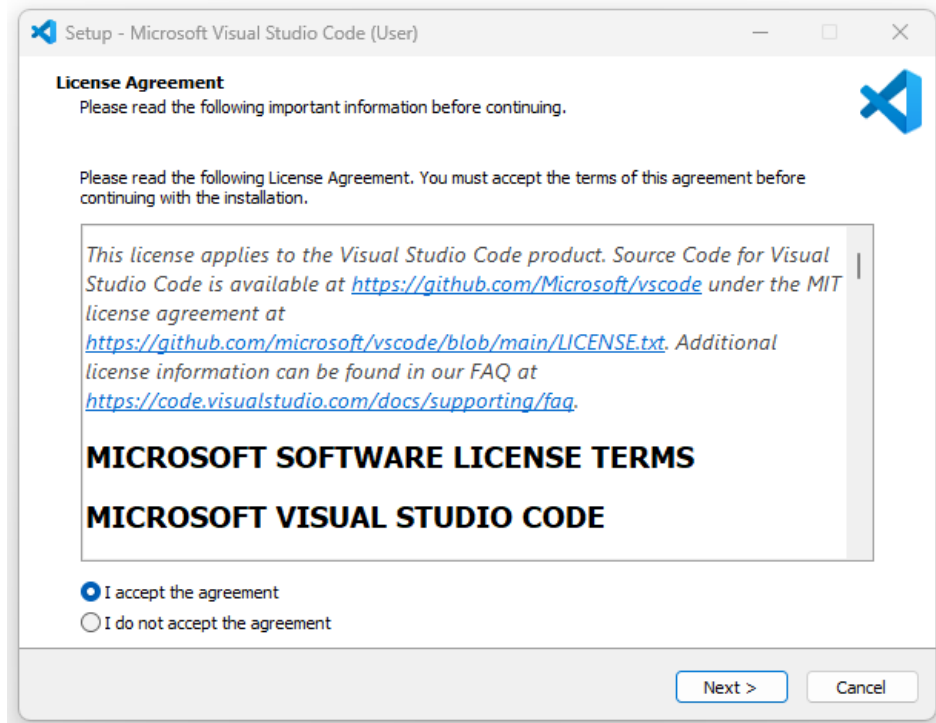 Setup - Microsoft Visual Studio Code (User)
License Agreement
Please read the following important information before continuing.
Please read the following License Agreement. You must accept the terms of this agreement before
continuing with the installation.
This license applies to the Visual Studio Code product. Source Code for Visual
Studio Code is available at https://github.com/Microsoft/vscode under the MIT
license agreement at
https://github.com/microsoft/vscode/blob/main/LICENSE.txt. Additional
license information can be found in our FAQ at
https://code.visualstudio.com/docs/supporting/faq.
MICROSOFT SOFTWARE LICENSE TERMS
MICROSOFT VISUAL STUDIO CODE
I accept the agreement
I do not accept the agreement
Next >
Cancel